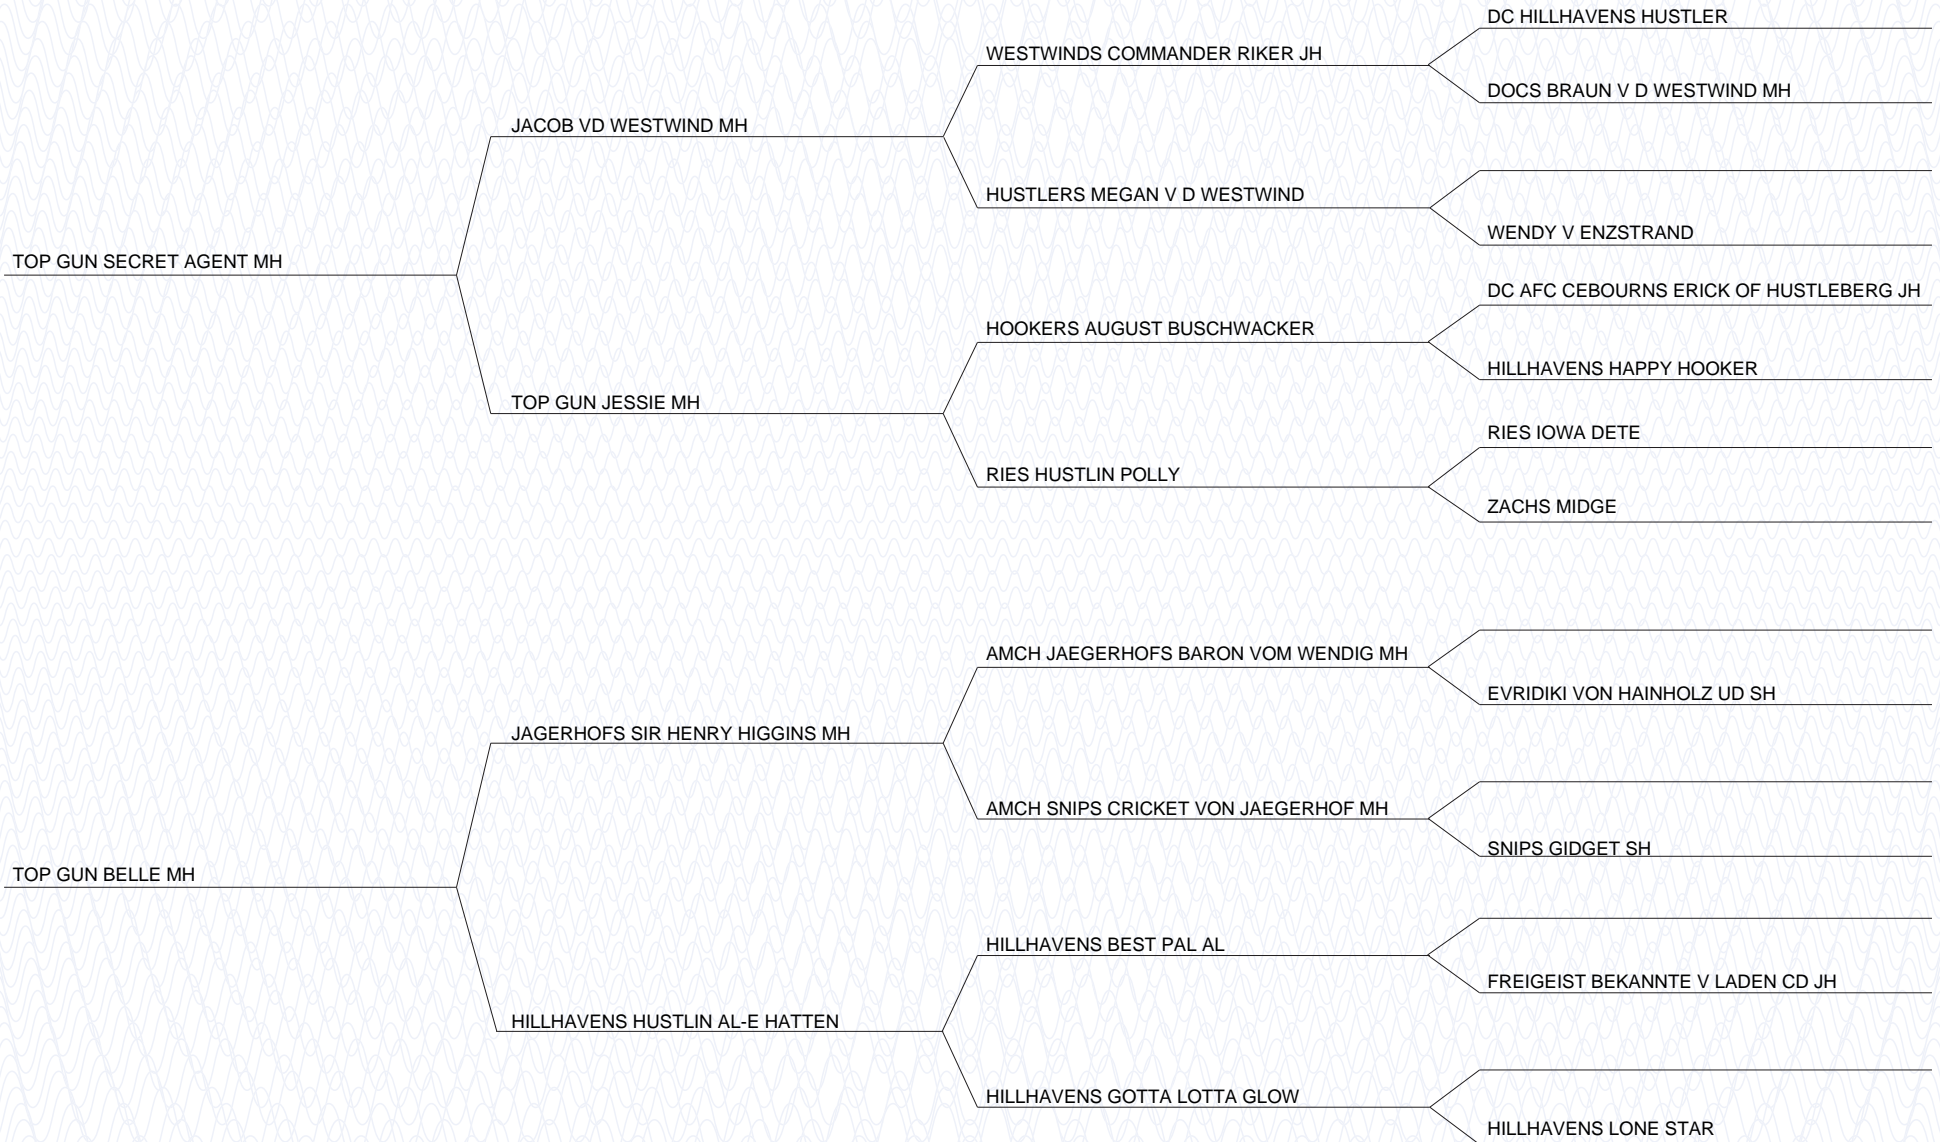 DC HILLHAVENS HUSTLER
WESTWINDS COMMANDER RIKER JH
DOCS BRAUN V D WESTWIND MH
JACOB VD WESTWIND MH
HUSTLERS MEGAN V D WESTWIND
WENDY V ENZSTRAND
TOP GUN SECRET AGENT MH
DC AFC CEBOURNS ERICK OF HUSTLEBERG JH
HOOKERS AUGUST BUSCHWACKER
HILLHAVENS HAPPY HOOKER
TOP GUN JESSIE MH
RIES IOWA DETE
RIES HUSTLIN POLLY
ZACHS MIDGE
AMCH JAEGERHOFS BARON VOM WENDIG MH
EVRIDIKI VON HAINHOLZ UD SH
JAGERHOFS SIR HENRY HIGGINS MH
AMCH SNIPS CRICKET VON JAEGERHOF MH
SNIPS GIDGET SH
TOP GUN BELLE MH
HILLHAVENS BEST PAL AL
FREIGEIST BEKANNTE V LADEN CD JH
HILLHAVENS HUSTLIN AL-E HATTEN
HILLHAVENS GOTTA LOTTA GLOW
HILLHAVENS LONE STAR